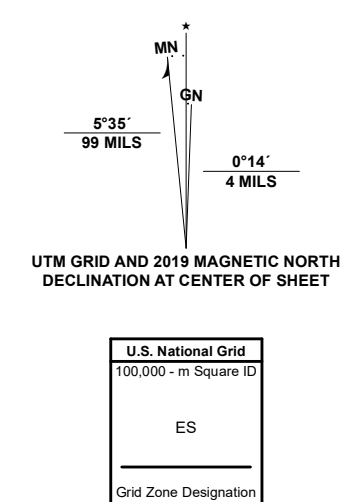 ★
MN
GN
5°35´
99 MILS
0°14´
4 MILS
UTM GRID AND 2019 MAGNETIC NORTH
DECLINATION AT CENTER OF SHEET
U.S. National Grid
100,000 - m Square ID
ES
Grid Zone Designation